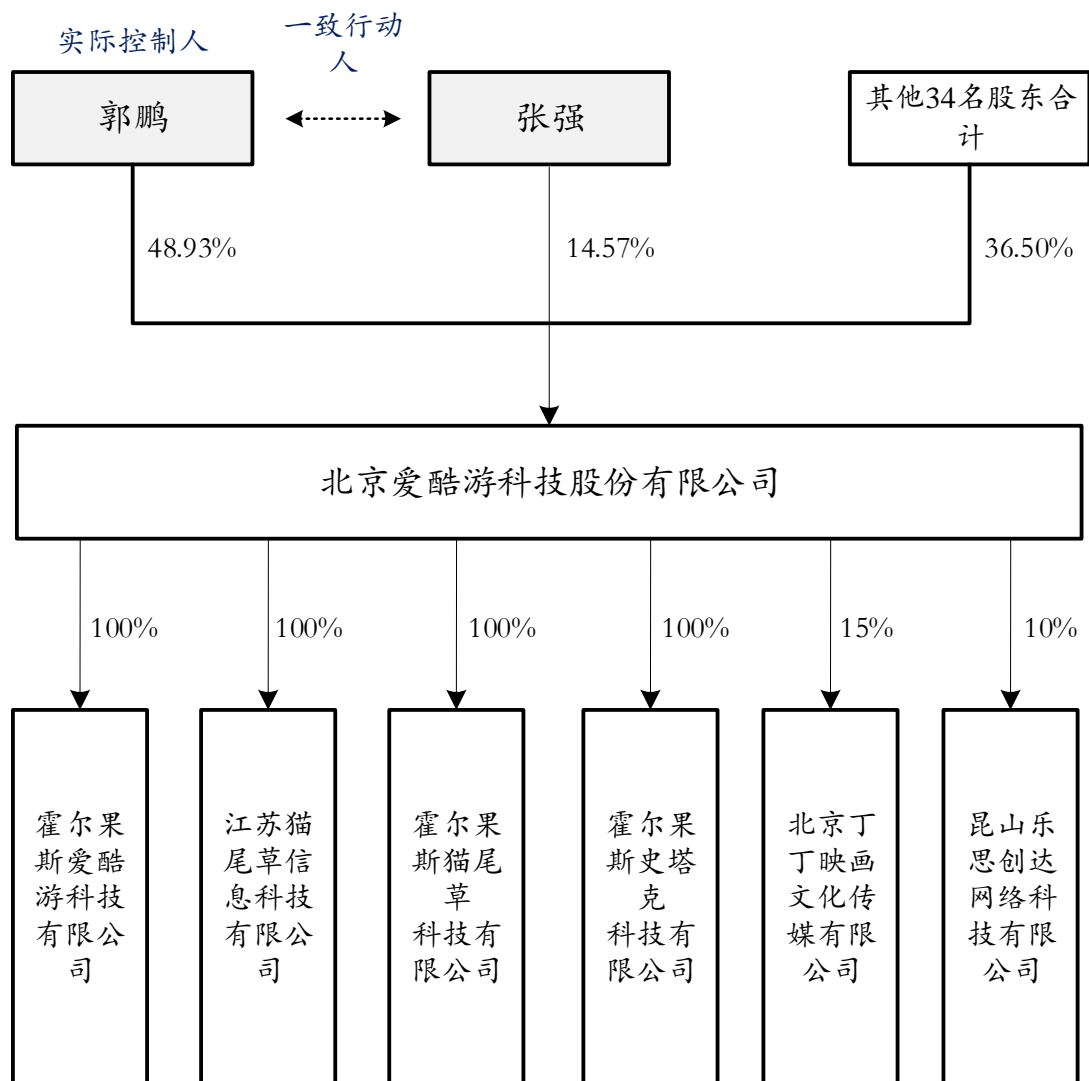 实际控制人
一致行动
人
郭鹏
张强
其他34名股东合
计
48.93%
14.57%
36.50%
北京爱酷游科技股份有限公司
100%
100%
100%
100%
15%
10%
霍尔果
斯爱酷
游科技
有限公
司
江苏猫
尾草信
息科技
有限公
司
霍尔果
斯猫尾
草
科技有
限公司
霍尔果
斯史塔
克
科技有
限公司
北京丁
丁映画
文化传
媒有限
公司
昆山乐
思创达
网络科
技有限
公司